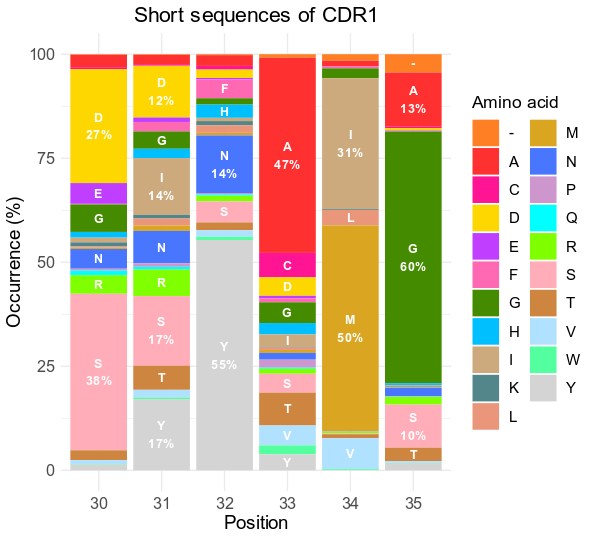 Short sequences of CDR1
Occurrence (%)
100
75
50
25
0
D
27%
E
G
N
R
S
38%
D
12%
G
I
14%
N
R
S
17%
T
Y
17%
F
H
N
14%
S
Y
55%
A
47%
C
D
G
I
S
T
V
Y
I
31%
L
M
50%
V
-
A
13%
G
60%
S
10%
T
30 31 32 33 34 35
Position
Amino acid
- M
A N
C P
D Q
E R
F S
G T
H V
I W
K Y
L